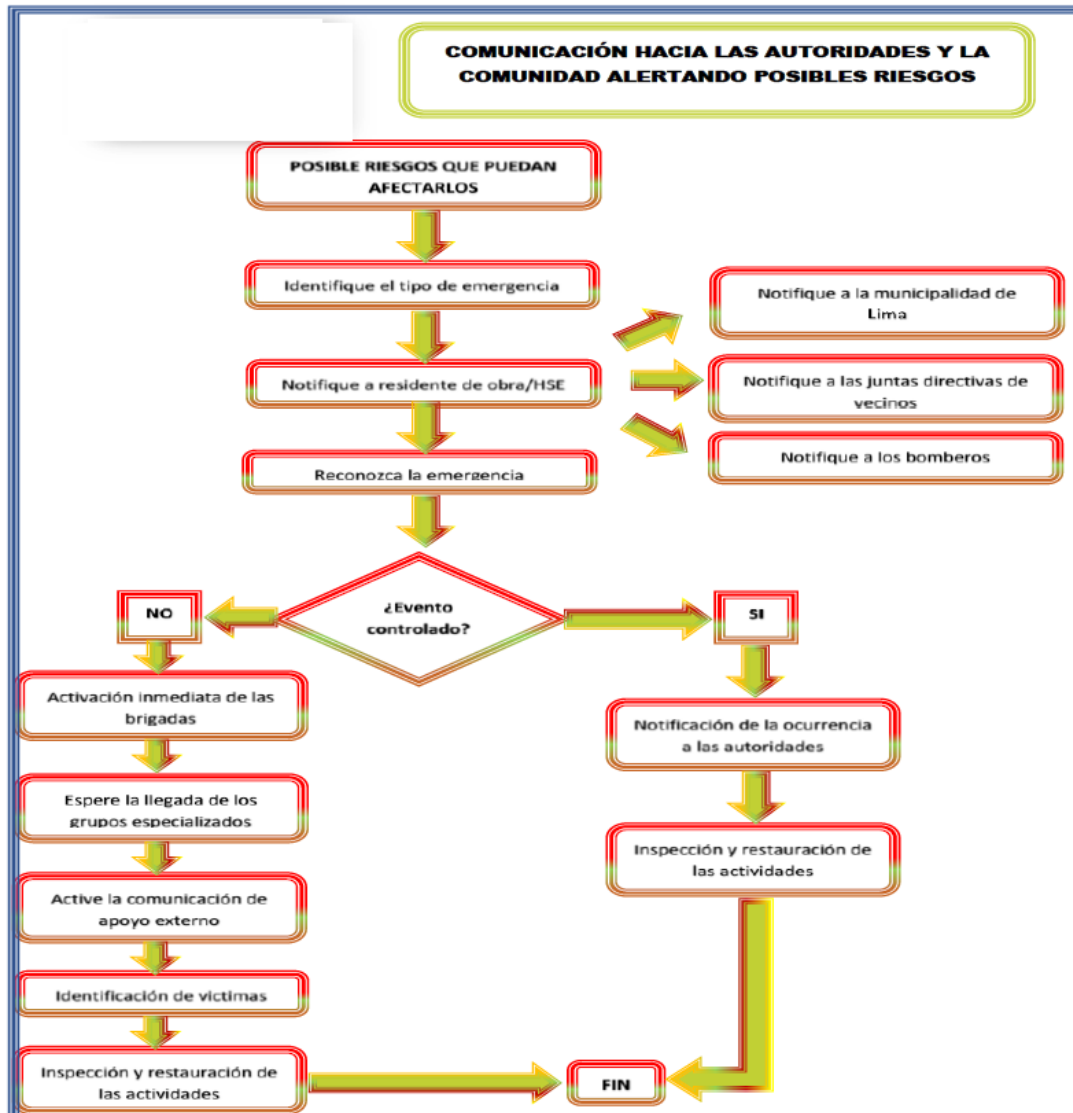 COMUNICACIÓN HACIA LAS AUTORIDADES Y LA
COMUNIDAD ALERTANDO POSIBLES RIESGOS
POSIBLE RIESGOS QUE PUEDAN
AFECTARLOS
Identifique el tipo de emergencia
Notifique a residente de obra/HSE
Notifique a la municipalidad de
Lima
Notifique a las juntas directivas de
vecinos
Notifique a los bomberos
Reconozca la emergencia
¿Evento
controlado?
NO
Activación inmediata de las
brigadas
Espere la llegada de los
grupos especializados
Active la comunicación de
apoyo externo
Identificación de victimas
Inspección y restauración de
las actividades
SI
Notificación de la ocurrencia
a las autoridades
Inspección y restauración de
las actividades
FIN